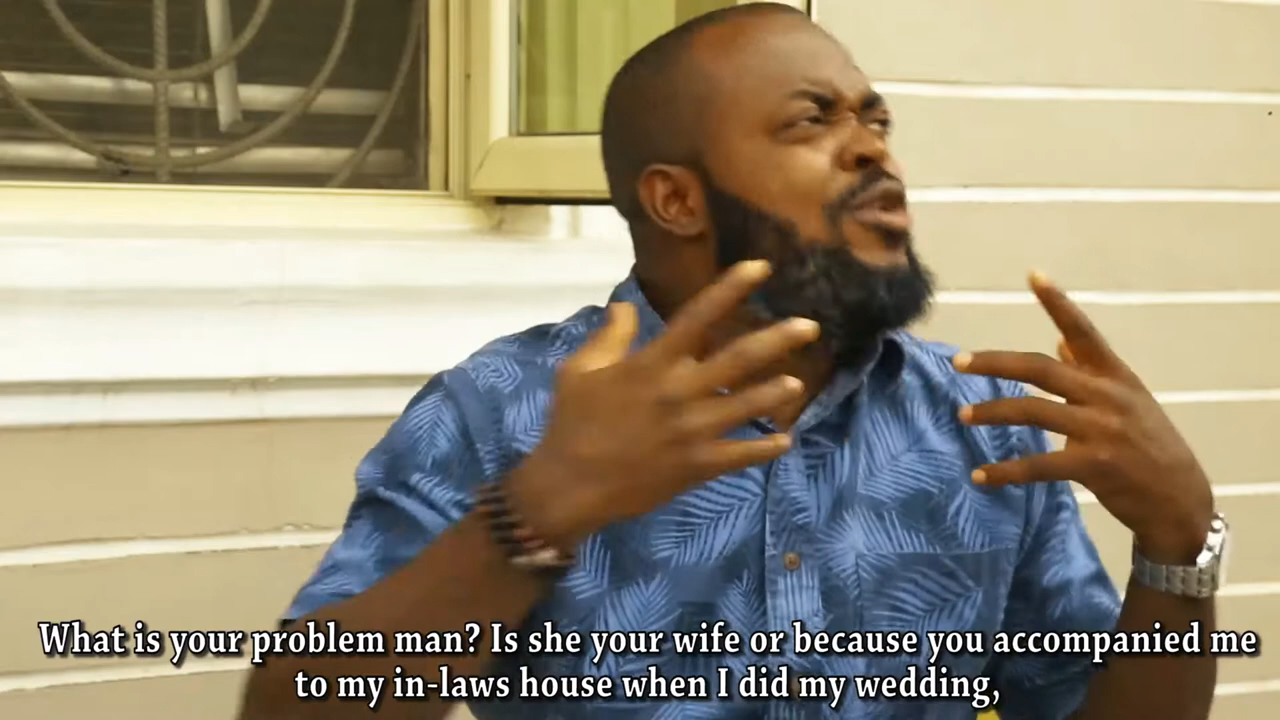 What is your problem man? Is she your wife or because you accompanied me
to my in-laws house when I did my wedding,